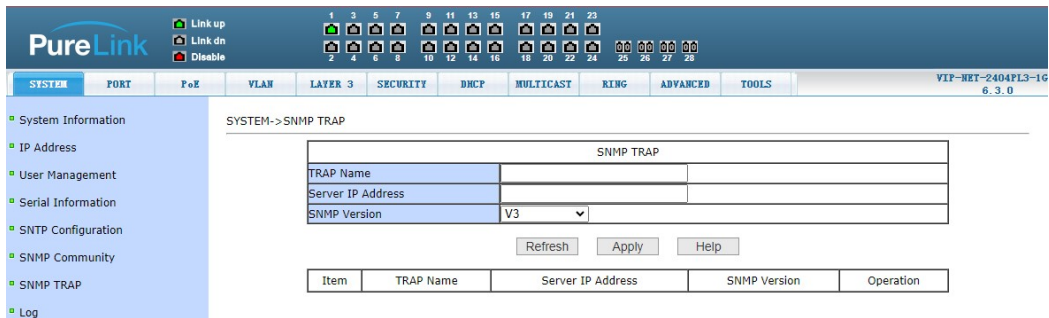 PureLink
Link up
Link dn
Disable
1 3 5 7 9 11 13 15 17 19 21 23
2 4 6 8 10 12 14 16 18 20 22 24 25 26 27 28
SYSTEM PORT PoE VLAN LAYER 3 SECURITY DHCP MULTICAST RING ADVANCED TOOLS
VIP-NET-2404PL3-1G
6.3.0
System Information
IP Address
User Management
Serial Information
SNTP Configuration
SNMP Community
SNMP TRAP
Log
SYSTEM->SNMP TRAP
SNMP TRAP
TRAP Name
Server IP Address
SNMP Version V3
Refresh Apply Help
Item TRAP Name Server IP Address SNMP Version Operation